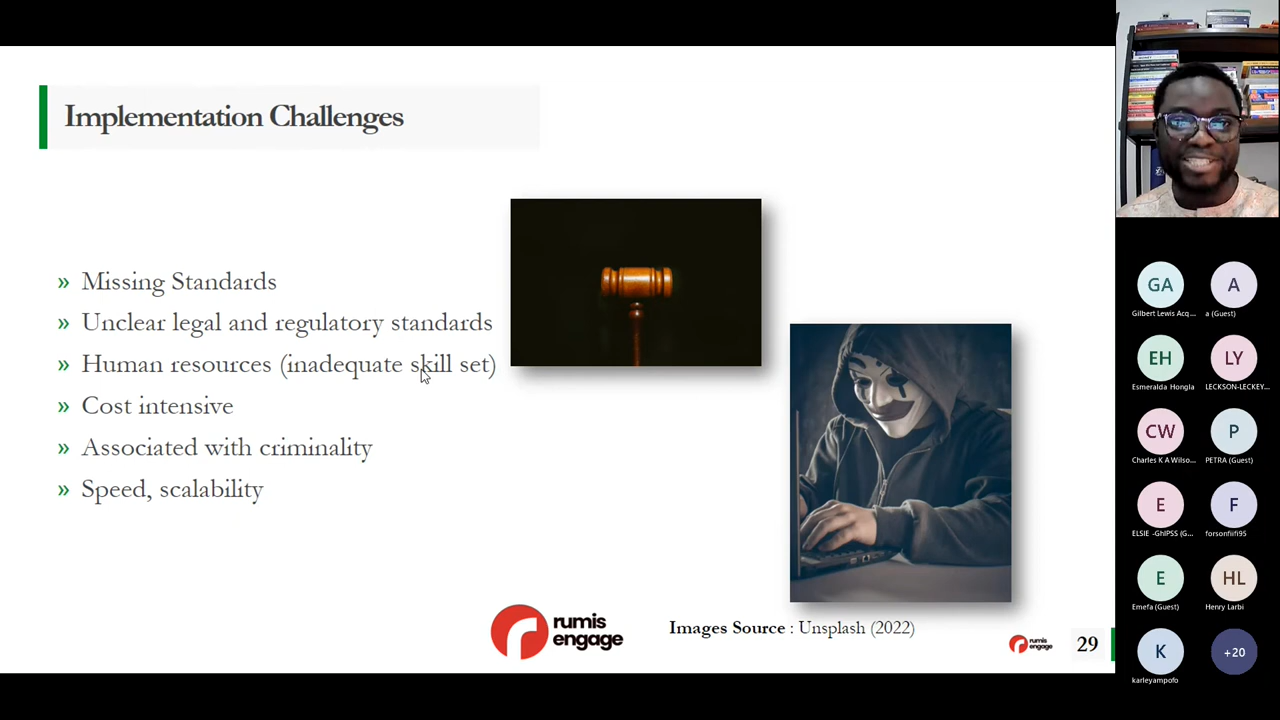 Implementation Challenges
» Missing Standards
» Unclear legal and regulatory standards
» Human resources (inadequate skill set)
» Cost intensive
» Associated with criminality
» Speed, scalability
rumis
engage
Images Source : Unsplash (2022)
rumis
engage
29
GA
Gilbert Lewis Acq...
A
a (Guest)
EH
Esmeralda Hongla
LY
LECKSON-LECKEY...
CW
Charles K A Wilso...
P
PETRA (Guest)
E
ELSIE -GhIPSS (G...
F
forsonfiifi95
E
Emefa (Guest)
HL
Henry Larbi
K
karleyampofo
+20